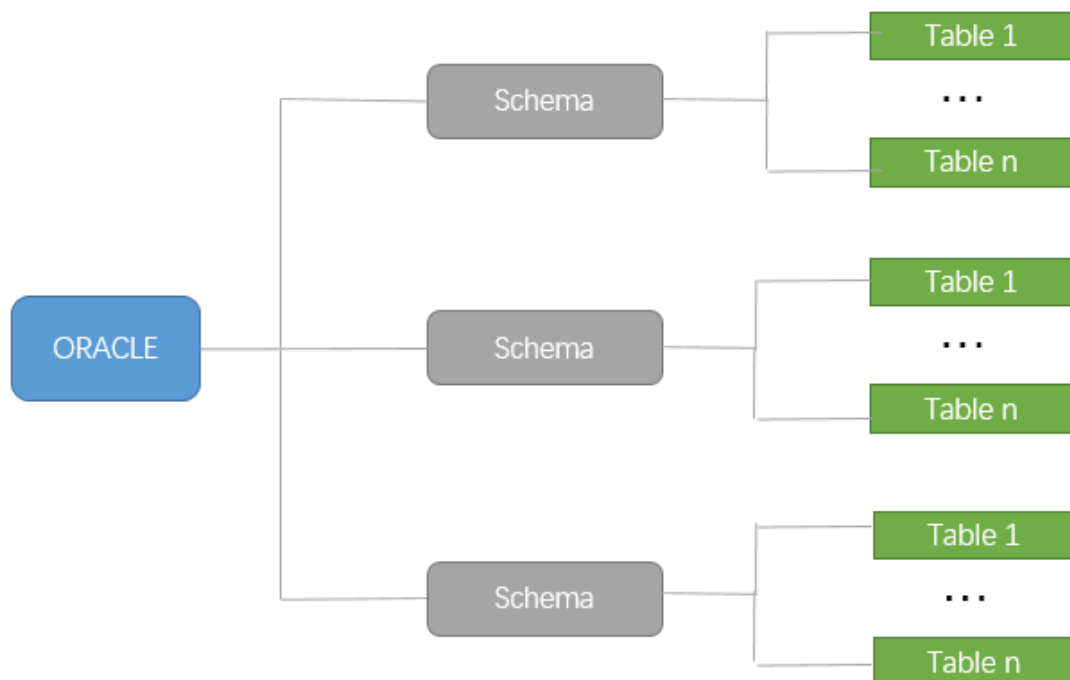 Table 1
Schema
...
Table n
Table 1
ORACLE
Schema
...
Table n
Table 1
Schema
...
Table n